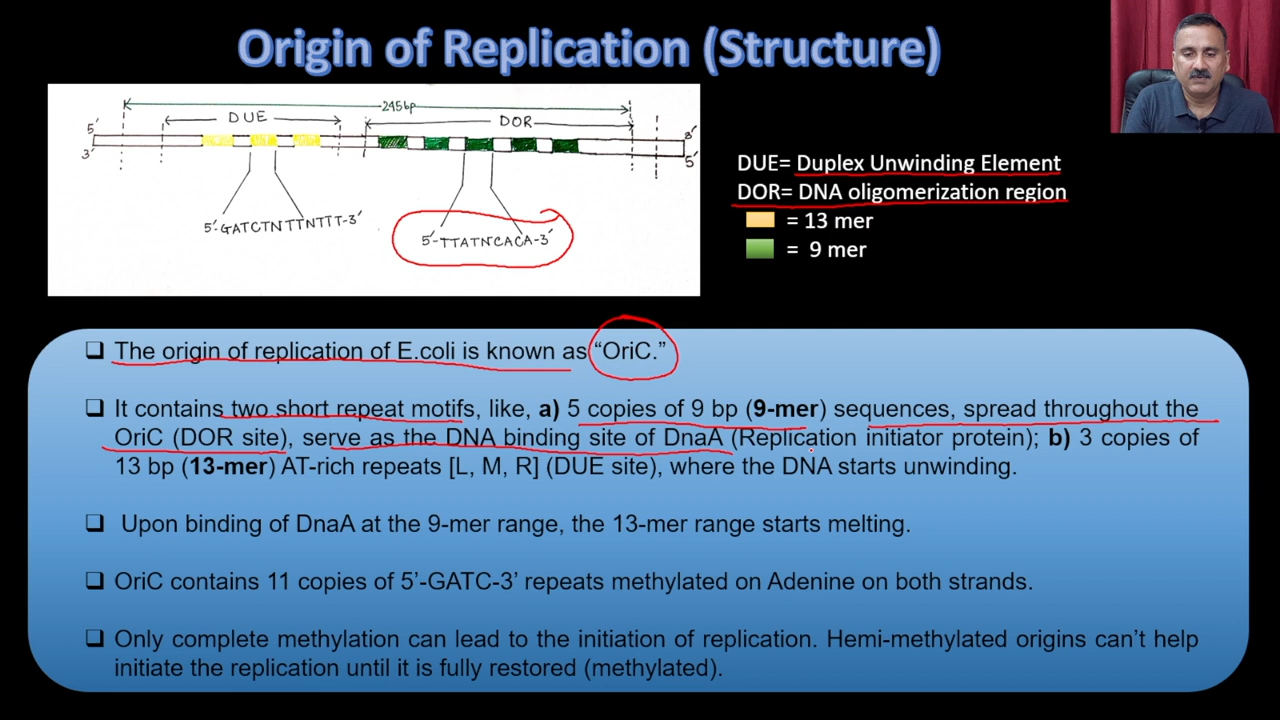 Origin of Replication (Structure)
245bp
DUE
DOR
5′
3′
3′
5′
5′-GATCTNTTNTTT-3′
5′-TTATNCACA-3′
DUE= Duplex Unwinding Element
DOR= DNA oligomerization region
= 13 mer
= 9 mer
❑ The origin of replication of E.coli is known as “OriC.”
❑ It contains two short repeat motifs, like, a) 5 copies of 9 bp (9-mer) sequences, spread throughout the
OriC (DOR site), serve as the DNA binding site of DnaA (Replication initiator protein); b) 3 copies of
13 bp (13-mer) AT-rich repeats [L, M, R] (DUE site), where the DNA starts unwinding.
❑ Upon binding of DnaA at the 9-mer range, the 13-mer range starts melting.
❑ OriC contains 11 copies of 5’-GATC-3’ repeats methylated on Adenine on both strands.
❑ Only complete methylation can lead to the initiation of replication. Hemi-methylated origins can’t help
initiate the replication until it is fully restored (methylated).